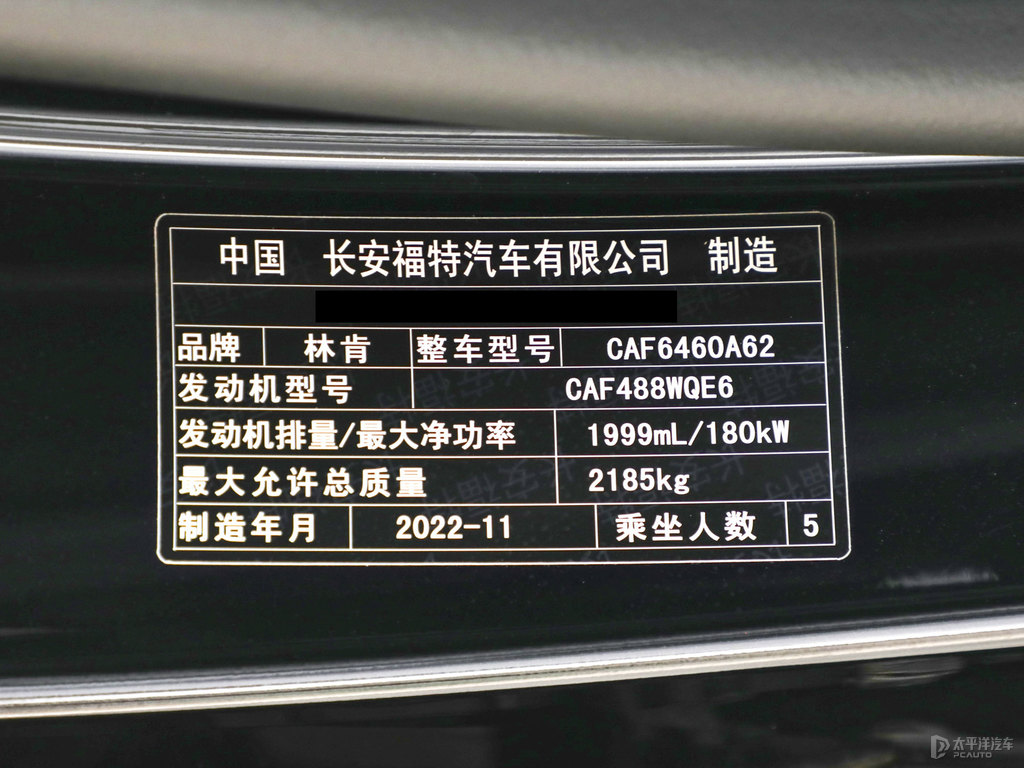 中国 长安福特汽车有限公司 制造
品牌 林肯 整车型号 CAF6460A62
发动机型号 CAF488WQE6
发动机排量/最大净功率 1999mL/180kW
最大允许总质量 2185kg
制造年月 2022-11 乘坐人数 5
太平洋汽车
PCAUTO